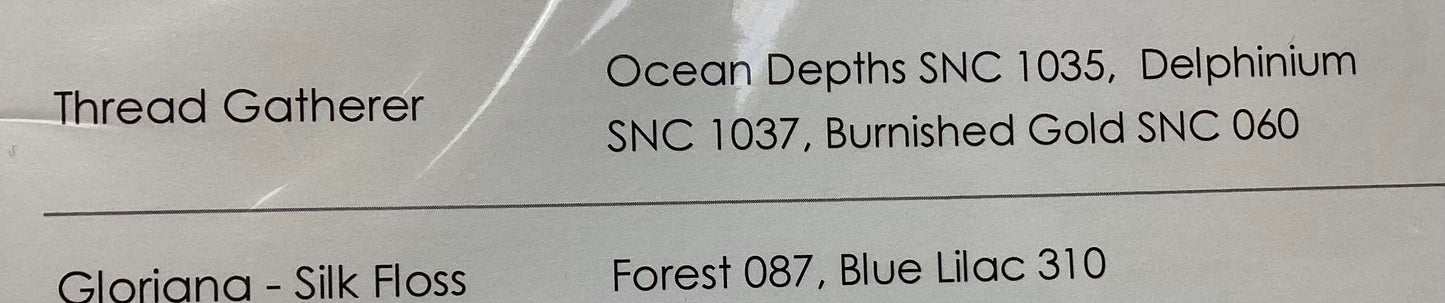 Thread Gatherer
Ocean Depths SNC 1035, Delphinium
SNC 1037, Burnished Gold SNC 060
Gloriana - Silk Floss
Forest 087, Blue Lilac 310